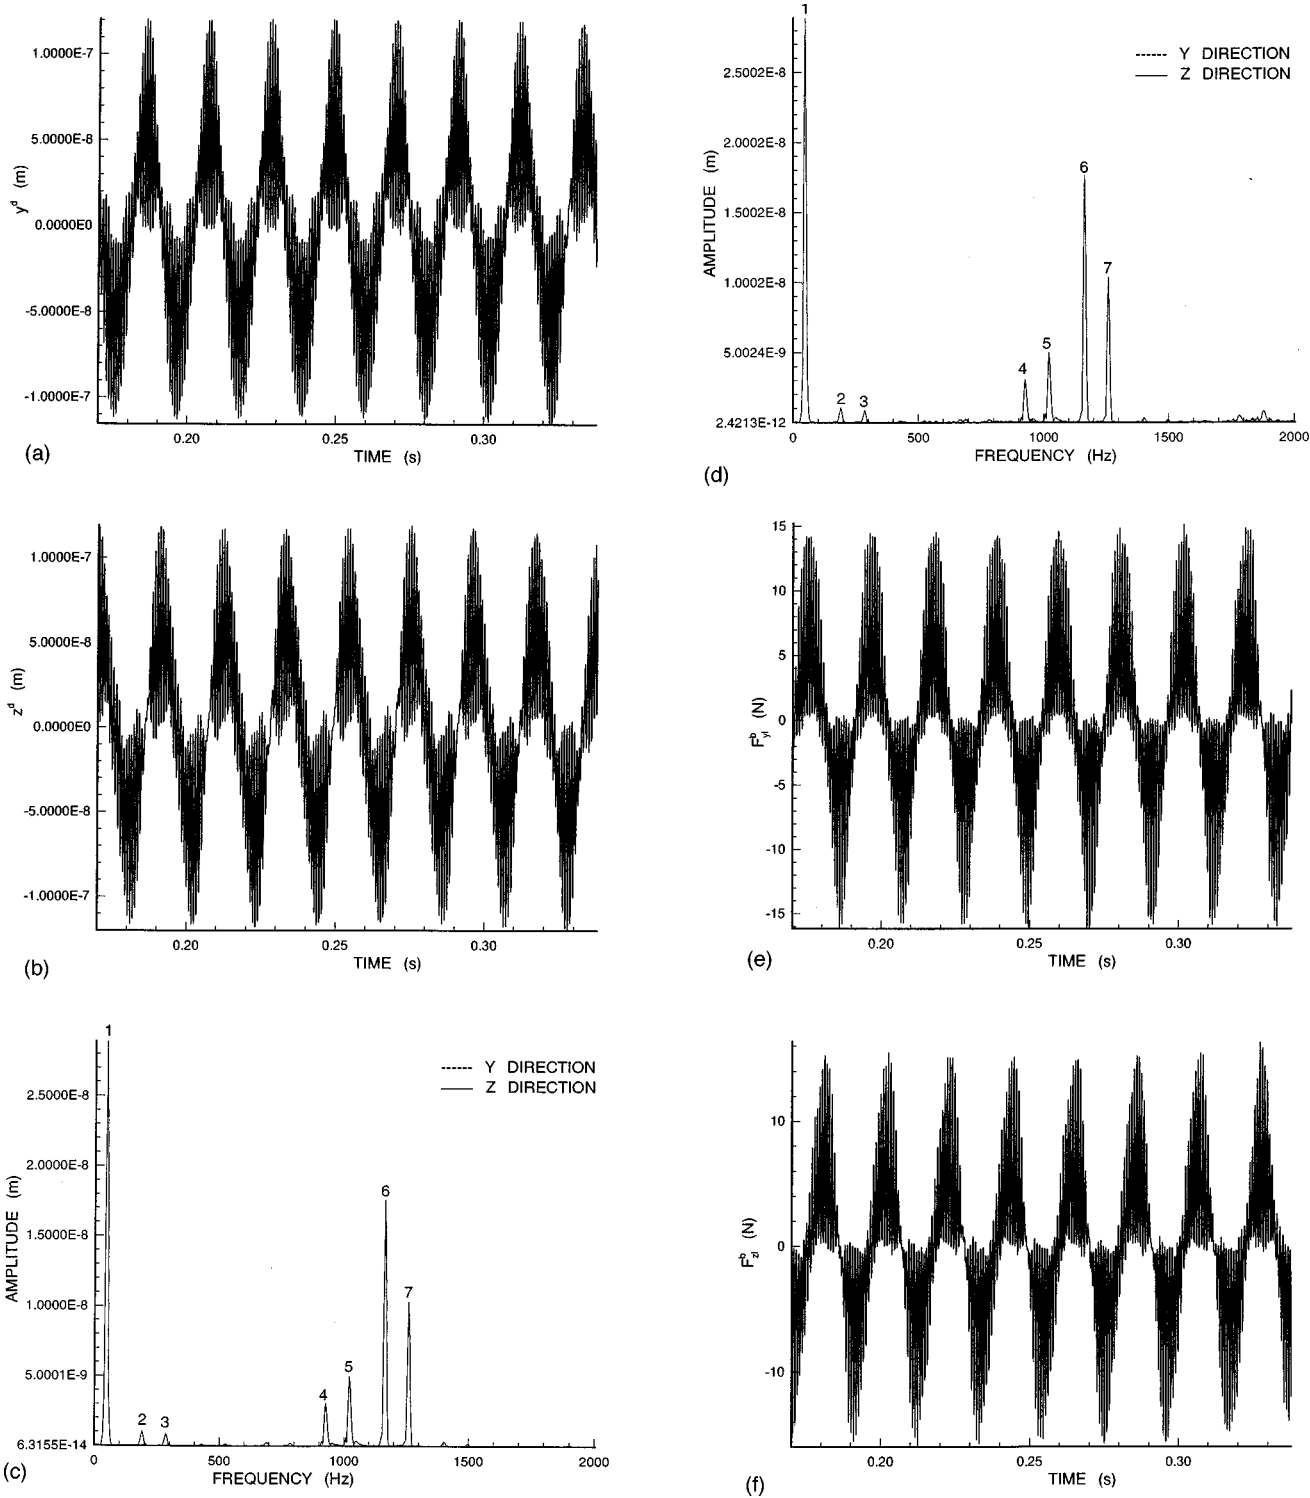 1.0000E-7
5.0000E-8
0.0000E0
-5.0000E-8
-1.0000E-7
y^d (m)
0.20 0.25 0.30
TIME (s)
(a)
1.0000E-7
5.0000E-8
0.0000E0
-5.0000E-8
-1.0000E-7
z^d (m)
0.20 0.25 0.30
TIME (s)
(b)
1
Y DIRECTION
Z DIRECTION
2.5000E-8
2.0000E-8
1.5000E-8
1.0000E-8
5.0001E-9
6.3155E-14
AMPLITUDE (m)
2 3 4 5 6 7
0 500 1000 1500 2000
FREQUENCY (Hz)
(c)
1
Y DIRECTION
Z DIRECTION
2.5002E-8
2.0002E-8
1.5002E-8
1.0002E-8
5.0024E-9
2.4213E-12
AMPLITUDE (m)
2 3 4 5 6 7
0 500 1000 1500 2000
FREQUENCY (Hz)
(d)
15
10
5
0
-5
-10
-15
F^b_yl (N)
0.20 0.25 0.30
TIME (s)
(e)
10
0
-10
F^b_zl (N)
0.20 0.25 0.30
TIME (s)
(f)